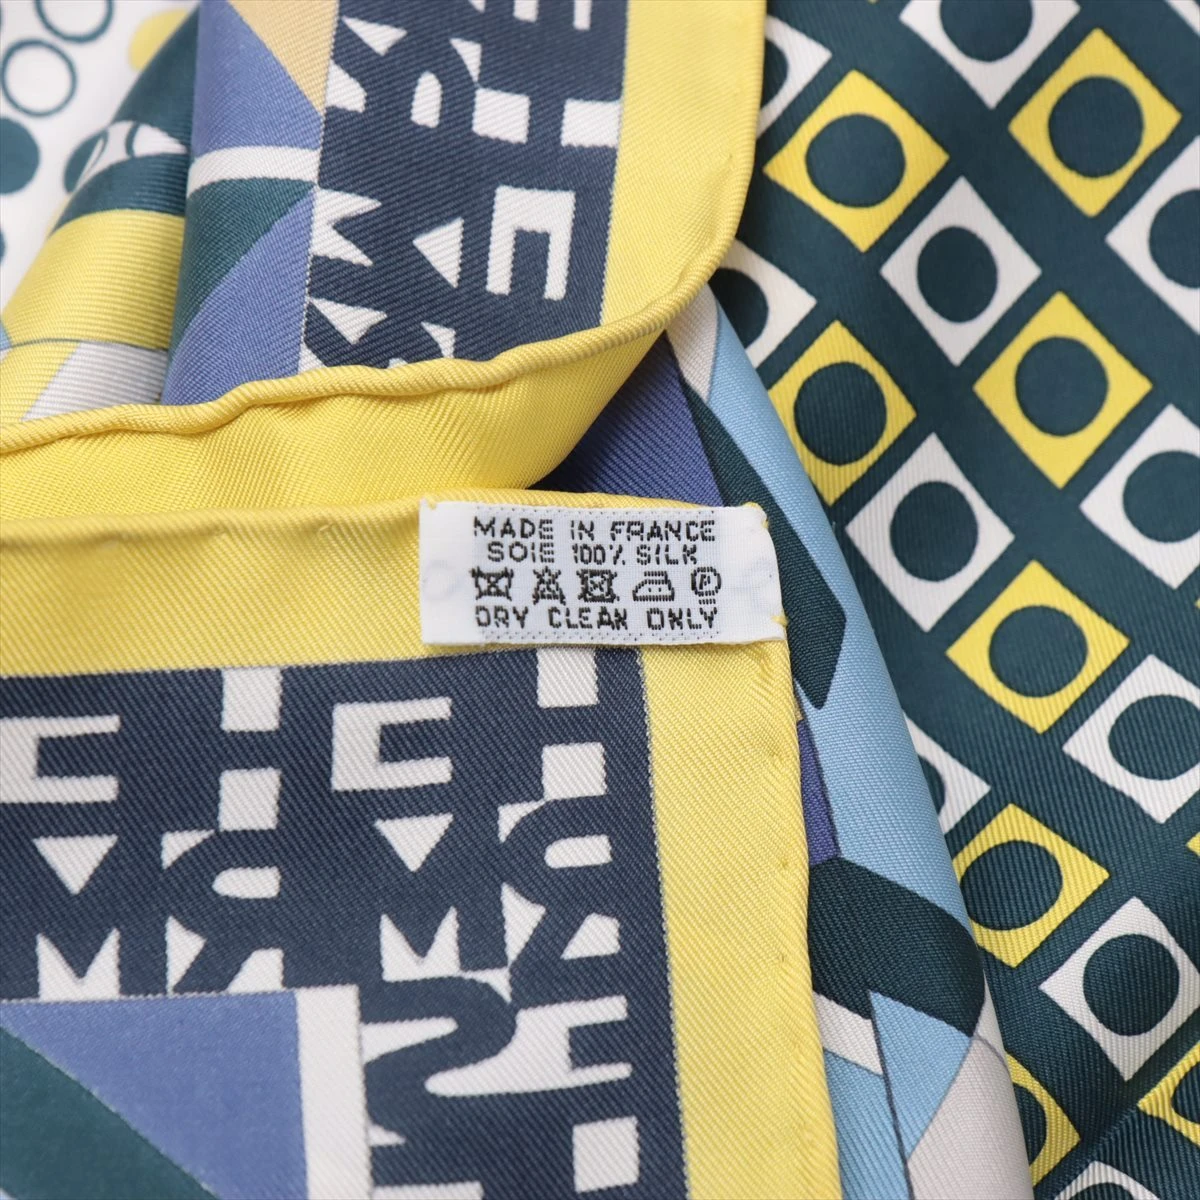 MADE IN FRANCE
SOIE 100% SILK
P
DRY CLEAN ONLY